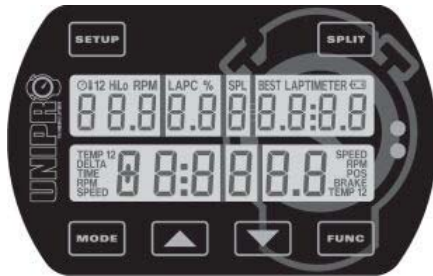 SETUP
SPLIT
12 HiLo RPM LAPC % SPL BEST LAPTIMETER
88.8 8.8 8 8.8:8.8
UNIPRO
TEMP 12
DELTA
TIME
RPM
SPEED
8 8:8 8 8.8
SPEED
RPM
POS
BRAKE
TEMP 12
MODE
FUNC